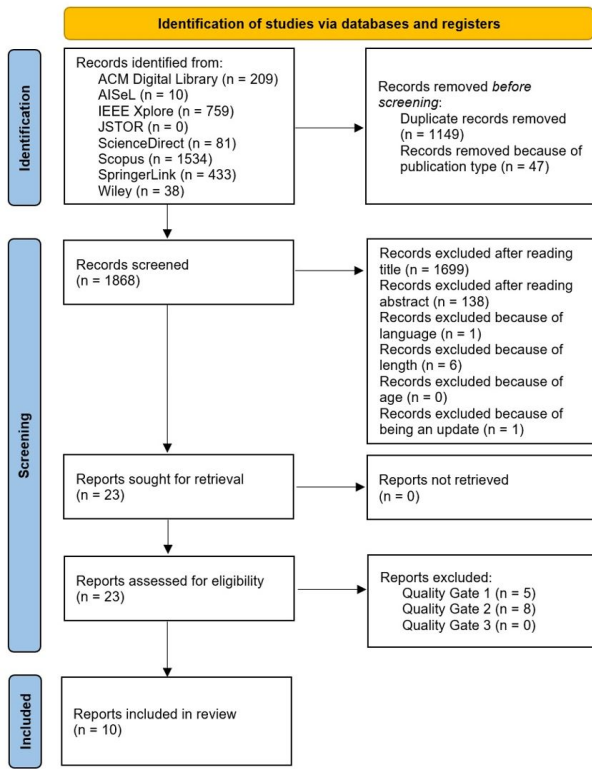 Identification of studies via databases and registers
Identification
Records identified from:
ACM Digital Library (n = 209)
AISeL (n = 10)
IEEE Xplore (n = 759)
JSTOR (n = 0)
ScienceDirect (n = 81)
Scopus (n = 1534)
SpringerLink (n = 433)
Wiley (n = 38)
Records removed before
screening:
Duplicate records removed
(n = 1149)
Records removed because of
publication type (n = 47)
Screening
Records screened
(n = 1868)
Records excluded after reading
title (n = 1699)
Records excluded after reading
abstract (n = 138)
Records excluded because of
language (n = 1)
Records excluded because of
length (n = 6)
Records excluded because of
age (n = 0)
Records excluded because of
being an update (n = 1)
Reports sought for retrieval
(n = 23)
Reports not retrieved
(n = 0)
Reports assessed for eligibility
(n = 23)
Reports excluded:
Quality Gate 1 (n = 5)
Quality Gate 2 (n = 8)
Quality Gate 3 (n = 0)
Included
Reports included in review
(n = 10)